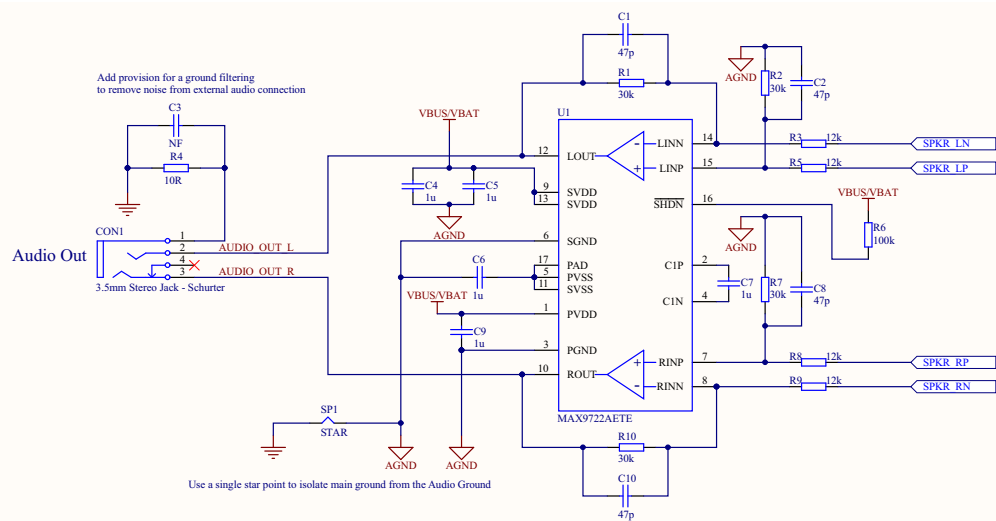 C1
47p
R1
30k
AGND
R2
30k
C2
47p
Add provision for a ground filtering
to remove noise from external audio connection
C3
NF
R4
10R
VBUS/VBAT
U1
12
LOUT
-
+
LINN
14
LINP
15
R3
12k
SPKR_LN
R5
12k
SPKR_LP
C4
1u
C5
1u
9
SVDD
13
SVDD
SHDN
16
VBUS/VBAT
R6
100k
AGND
Audio Out
CON1
1
2
4
3
AUDIO_OUT_L
AUDIO_OUT_R
3.5mm Stereo Jack - Schurter
6
SGND
AGND
C6
1u
17
PAD
5
PVSS
11
SVSS
C1P
2
C1N
4
C7
1u
R7
30k
C8
47p
VBUS/VBAT
1
PVDD
C9
1u
3
PGND
10
ROUT
+
-
RINP
7
RINN
8
R8
12k
SPKR_RP
R9
12k
SPKR_RN
MAX9722AETE
SP1
STAR
AGND
AGND
R10
30k
C10
47p
Use a single star point to isolate main ground from the Audio Ground